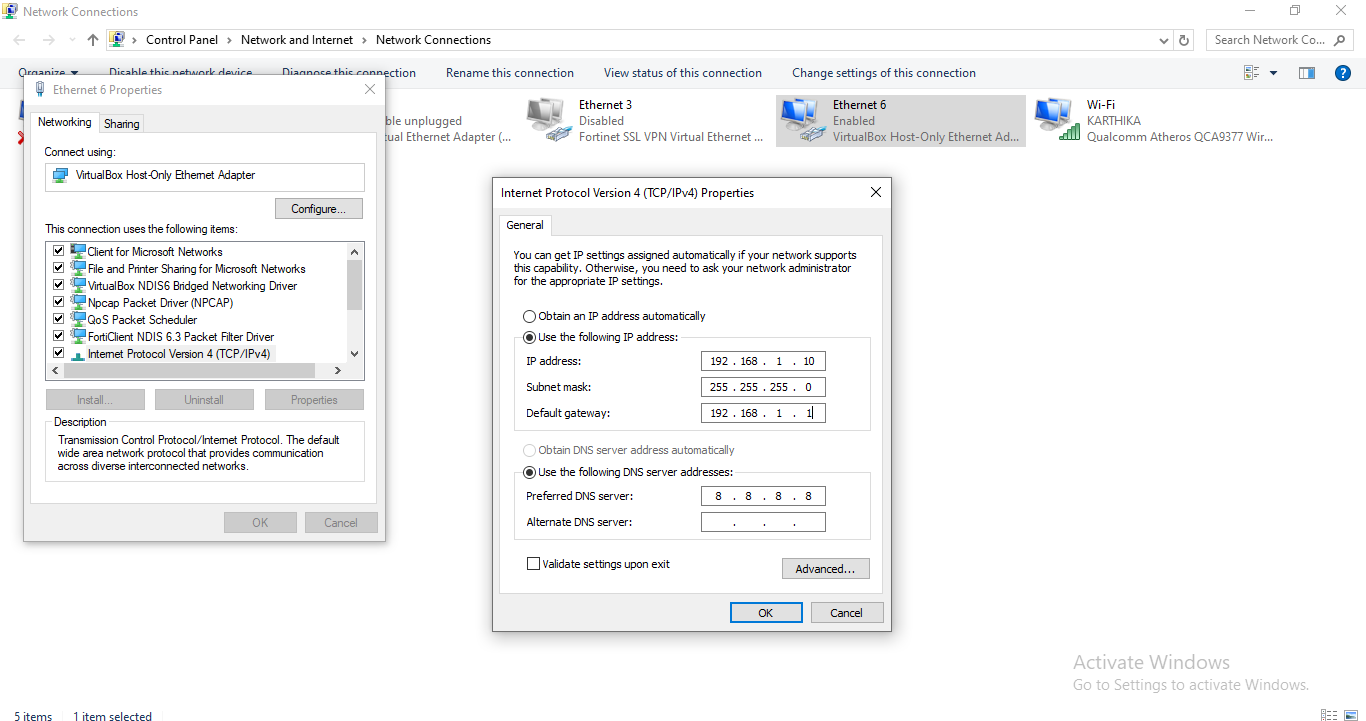 Network Connections
Control Panel > Network and Internet > Network Connections
Search Network Co...
Organize Disable this network device Diagnose this connection Rename this connection View status of this connection Change settings of this connection
Ethernet 6 Properties
Networking
Sharing
Connect using:
VirtualBox Host-Only Ethernet Adapter
Configure...
This connection uses the following items:
Client for Microsoft Networks
File and Printer Sharing for Microsoft Networks
VirtualBox NDIS6 Bridged Networking Driver
Npcap Packet Driver (NPCAP)
QoS Packet Scheduler
FortiClient NDIS 6.3 Packet Filter Driver
Internet Protocol Version 4 (TCP/IPv4)
Install... Uninstall Properties
Description
Transmission Control Protocol/Internet Protocol. The default
wide area network protocol that provides communication
across diverse interconnected networks.
OK Cancel
ble unplugged
tual Ethernet Adapter (...
Ethernet 3
Disabled
Fortinet SSL VPN Virtual Ethernet ...
Ethernet 6
Enabled
VirtualBox Host-Only Ethernet Ad...
Wi-Fi
KARTHIKA
Qualcomm Atheros QCA9377 Wir...
Internet Protocol Version 4 (TCP/IPv4) Properties
General
You can get IP settings assigned automatically if your network supports
this capability. Otherwise, you need to ask your network administrator
for the appropriate IP settings.
Obtain an IP address automatically
Use the following IP address:
IP address: 192 . 168 . 1 . 10
Subnet mask: 255 . 255 . 255 . 0
Default gateway: 192 . 168 . 1 . 1
Obtain DNS server address automatically
Use the following DNS server addresses:
Preferred DNS server: 8 . 8 . 8 . 8
Alternate DNS server: . . .
Validate settings upon exit
Advanced...
OK Cancel
Activate Windows
Go to Settings to activate Windows.
5 items 1 item selected